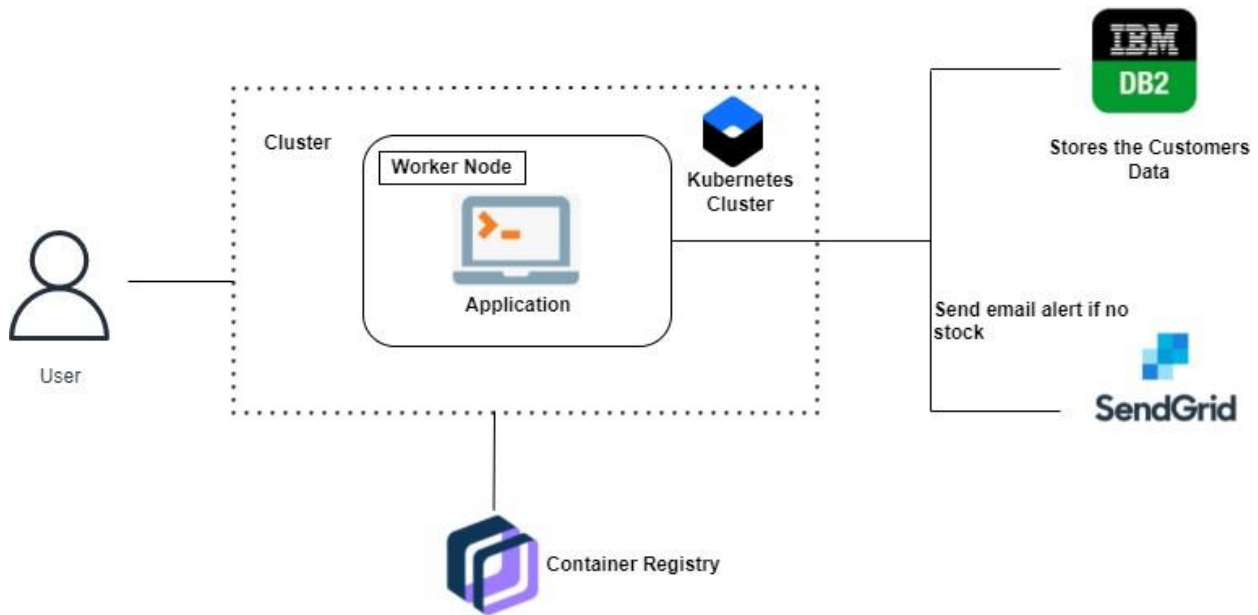 IBM
DB2
Stores the Customers
Data
Cluster
Worker Node
Kubernetes
Cluster
Application
User
Send email alert if no
stock
SendGrid
Container Registry